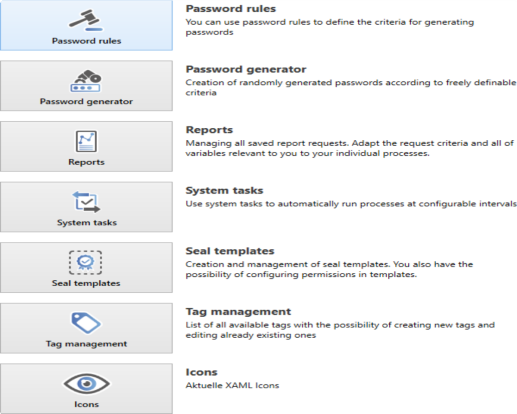 Password rules
Password rules
You can use password rules to define the criteria for generating
passwords
Password generator
Password generator
Creation of randomly generated passwords according to freely definable
criteria
Reports
Reports
Managing all saved report requests. Adapt the request criteria and all of
variables relevant to you to your individual processes.
System tasks
System tasks
Use system tasks to automatically run processes at configurable intervals
Seal templates
Seal templates
Creation and management of seal templates. You also have the
possibility of configuring permissions in templates.
Tag management
Tag management
List of all available tags with the possibility of creating new tags and
editing already existing ones
Icons
Icons
Aktuelle XAML Icons